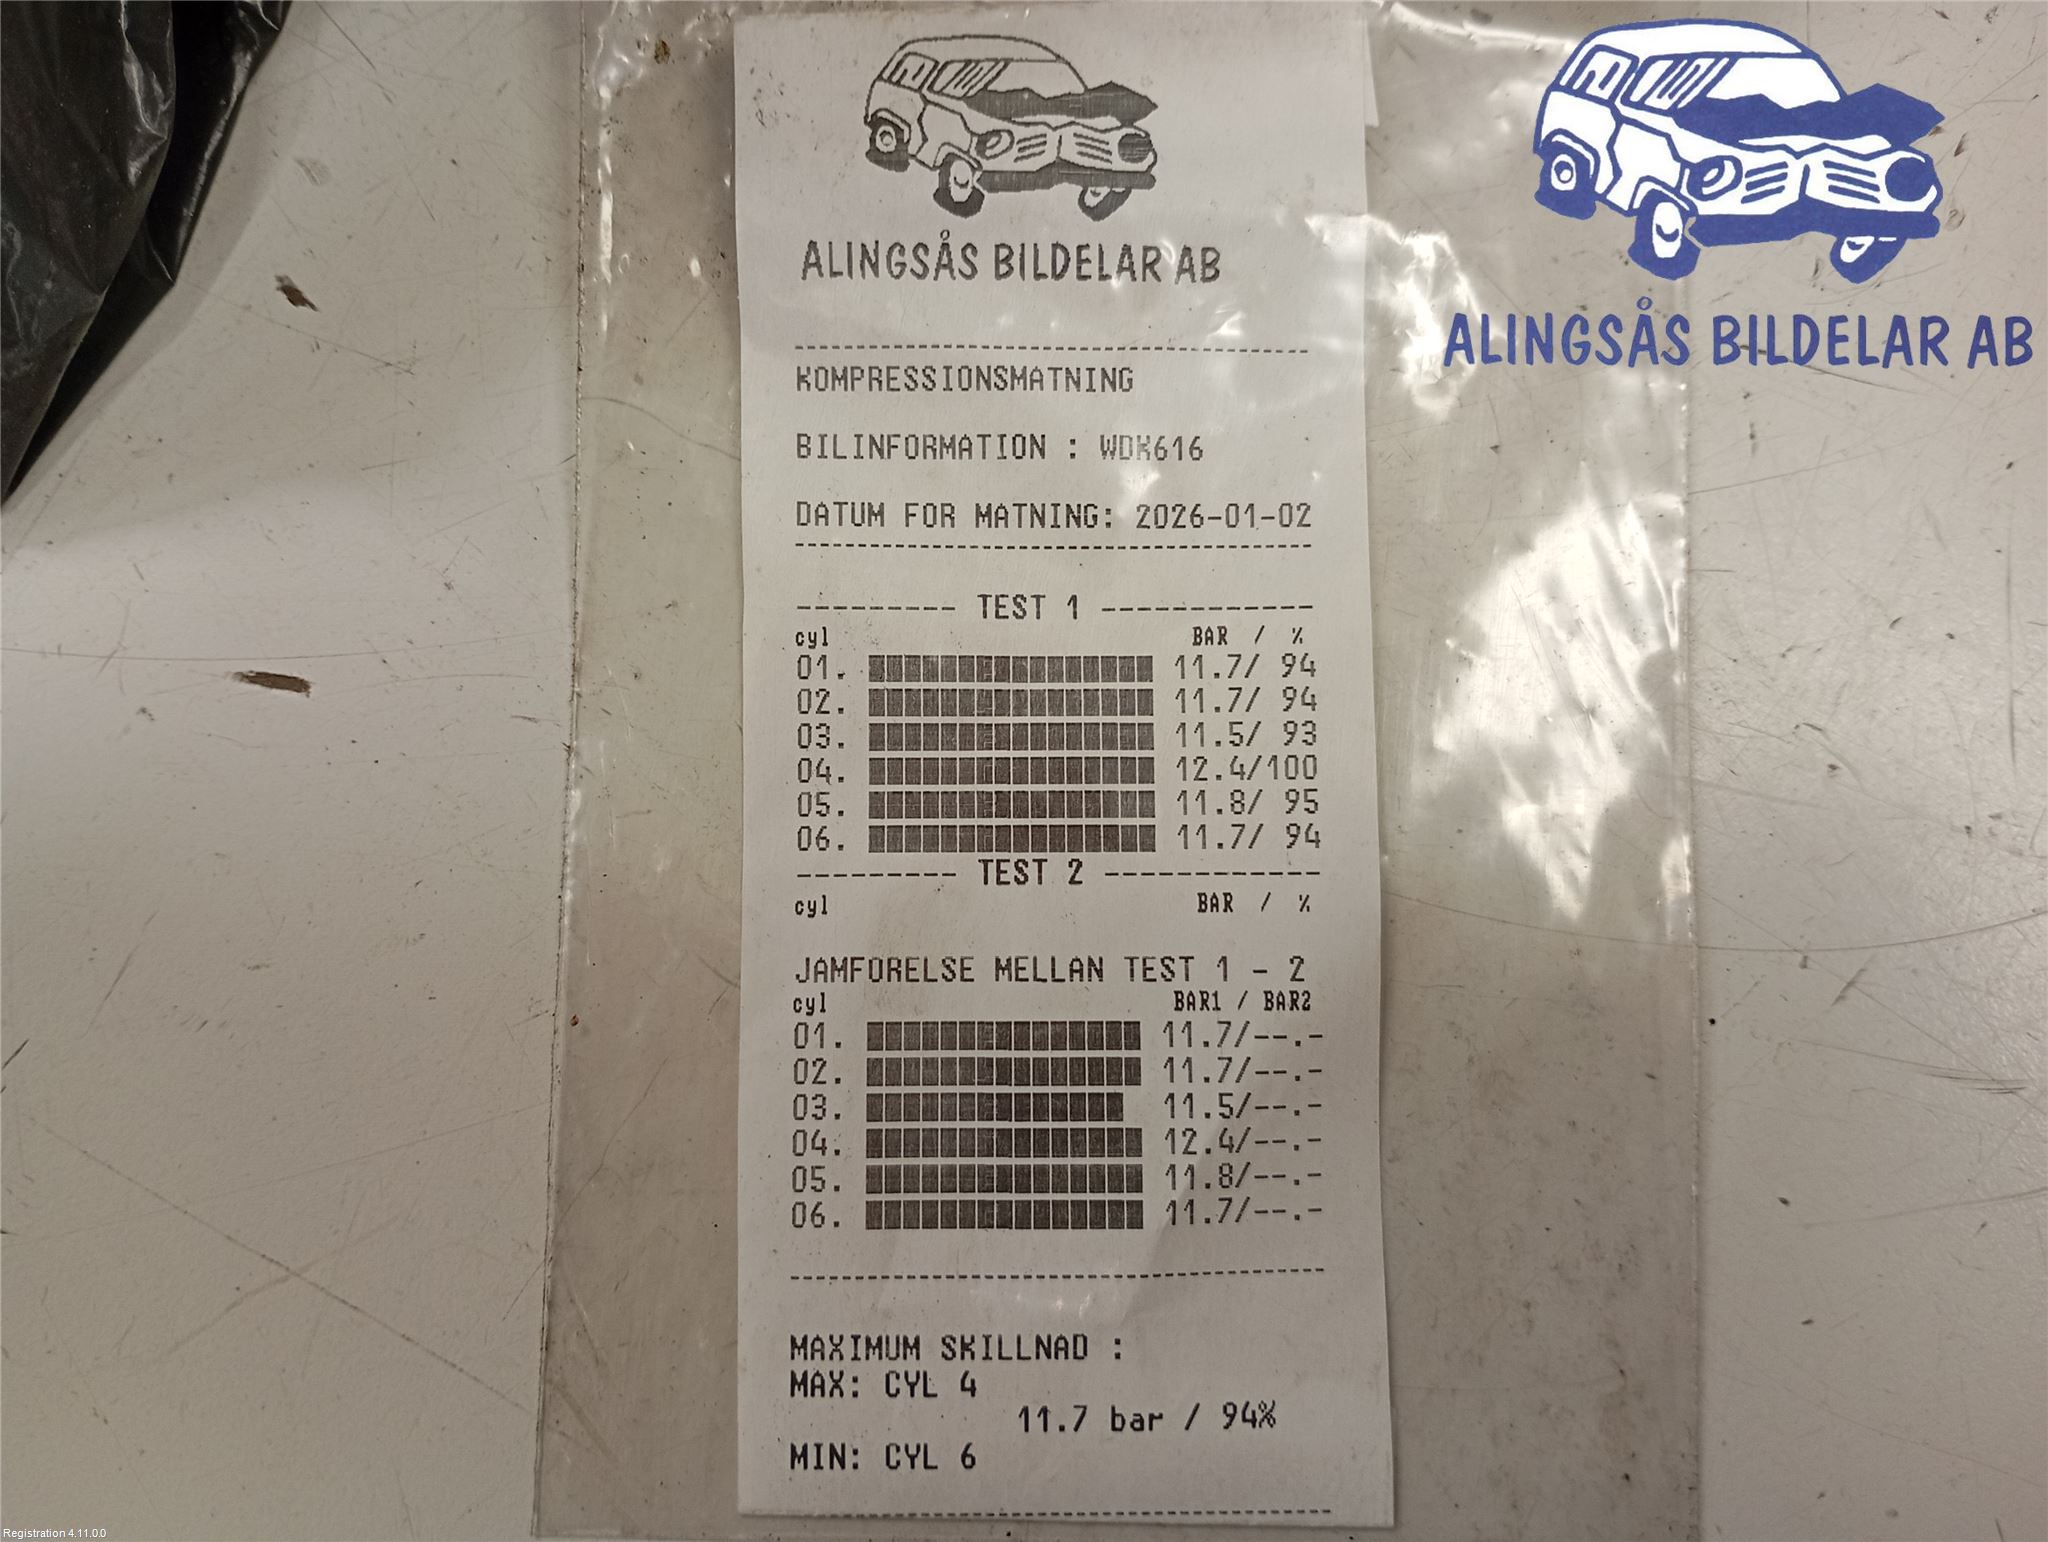 ALINGSÅS BILDELAR AB
ALINGSÅS BILDELAR AB
KOMPRESSIONSMATNING
BILINFORMATION : WDK616
DATUM FOR MATNING: 2026-01-02
--------- TEST 1 ------------
cyl BAR / %
01. 11.7/ 94
02. 11.7/ 94
03. 11.5/ 93
04. 12.4/100
05. 11.8/ 95
06. 11.7/ 94
--------- TEST 2 ------------
cyl BAR / %
JAMFORELSE MELLAN TEST 1 - 2
cyl BAR1 / BAR2
01. 11.7/--.-
02. 11.7/--.-
03. 11.5/--.-
04. 12.4/--.-
05. 11.8/--.-
06. 11.7/--.-
MAXIMUM SKILLNAD :
MAX: CYL 4
11.7 bar / 94%
MIN: CYL 6
Registration 4.11.0.0